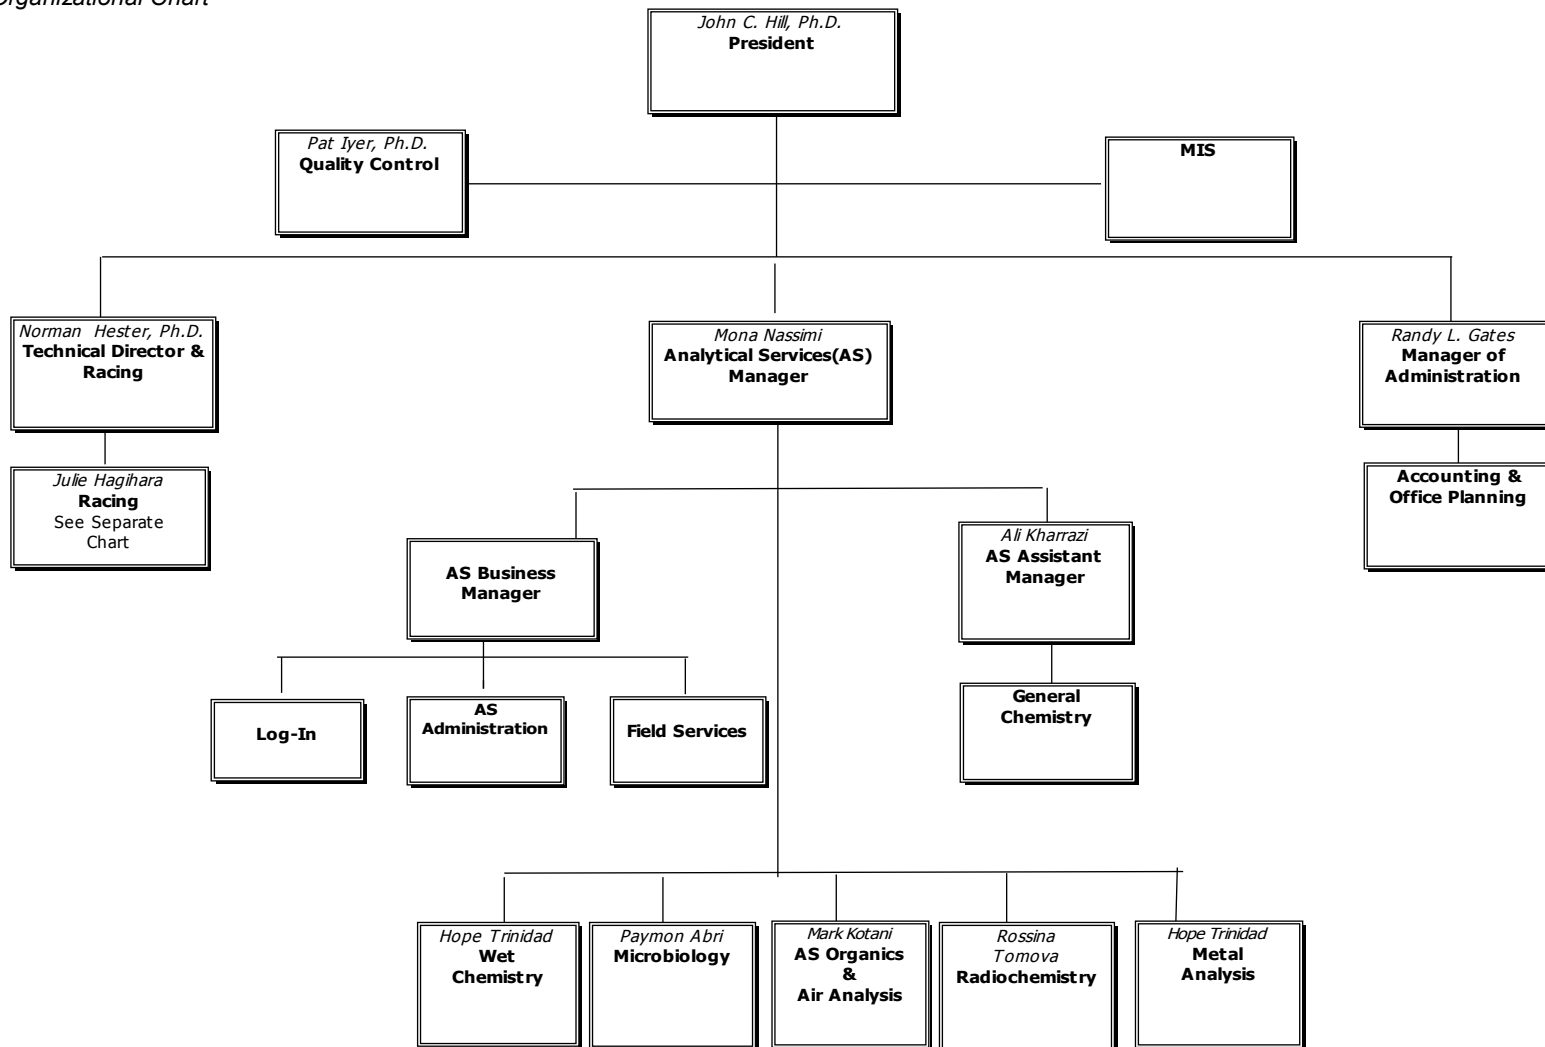 Organizational Chart
John C. Hill, Ph.D.
President
Pat Iyer, Ph.D.
Quality Control
MIS
Norman Hester, Ph.D.
Technical Director &
Racing
Mona Nassimi
Analytical Services(AS)
Manager
Randy L. Gates
Manager of
Administration
Julie Hagihara
Racing
See Separate
Chart
Accounting &
Office Planning
AS Business
Manager
Ali Kharrazi
AS Assistant
Manager
Log-In
AS
Administration
Field Services
General
Chemistry
Hope Trinidad
Wet
Chemistry
Paymon Abri
Microbiology
Mark Kotani
AS Organics
&
Air Analysis
Rossina
Tomova
Radiochemistry
Hope Trinidad
Metal
Analysis